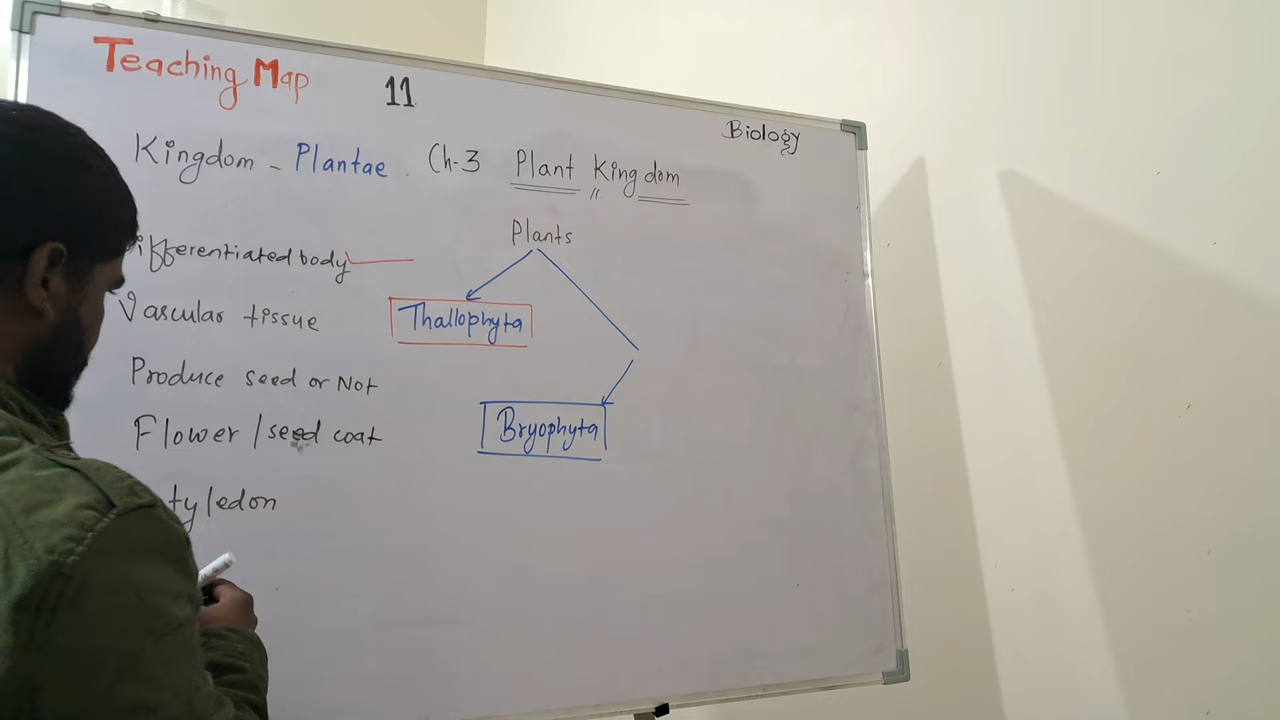 Teaching Map 11
Biology
Kingdom - Plantae. Ch-3 Plant Kingdom
Plants
ifferentiated body
Vascular tissue
Thallophyta
Produce seed or Not
Flower / seed coat
Bryophyta
tyledon